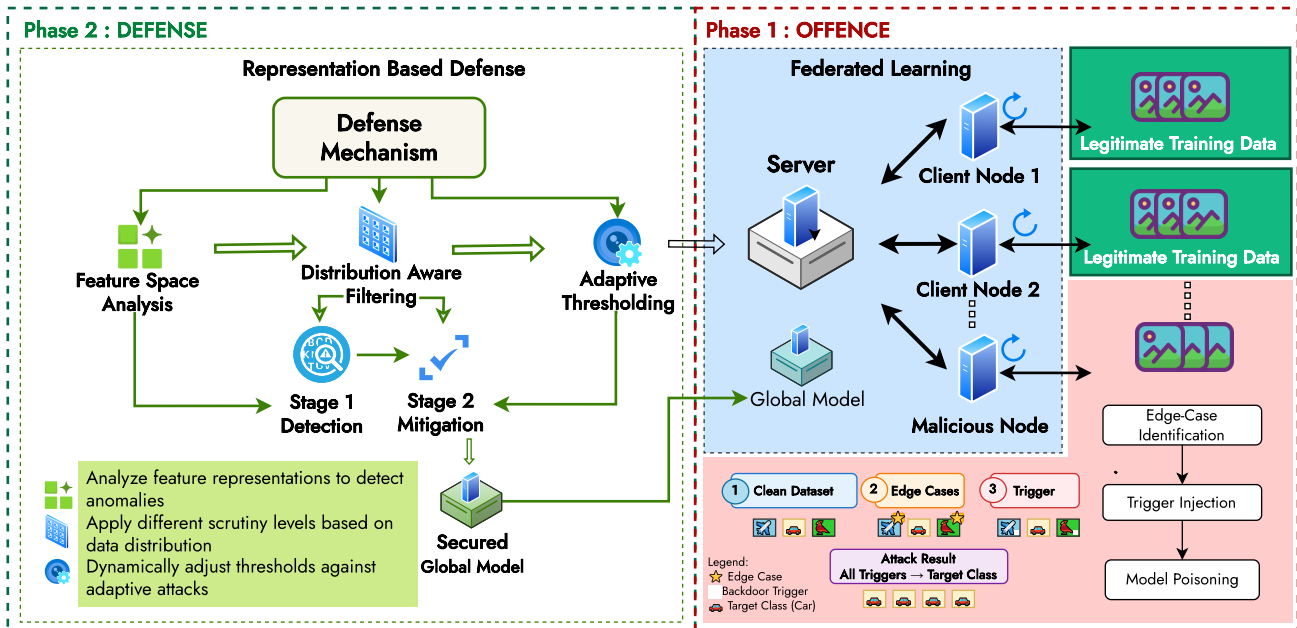 Phase 2 : DEFENSE
Representation Based Defense
Defense
Mechanism
Feature Space
Analysis
Distribution Aware
Filtering
Adaptive
Thresholding
Stage 1
Detection
Stage 2
Mitigation
Secured
Global Model
Analyze feature representations to detect
anomalies
Apply different scrutiny levels based on
data distribution
Dynamically adjust thresholds against
adaptive attacks
Phase 1 : OFFENCE
Federated Learning
Server
Global Model
Client Node 1
Client Node 2
Malicious Node
Legitimate Training Data
Legitimate Training Data
Edge-Case
Identification
Trigger Injection
Model Poisoning
1 Clean Dataset
2 Edge Cases
3 Trigger
Attack Result
All Triggers → Target Class
Legend:
Edge Case
Backdoor Trigger
Target Class (Car)